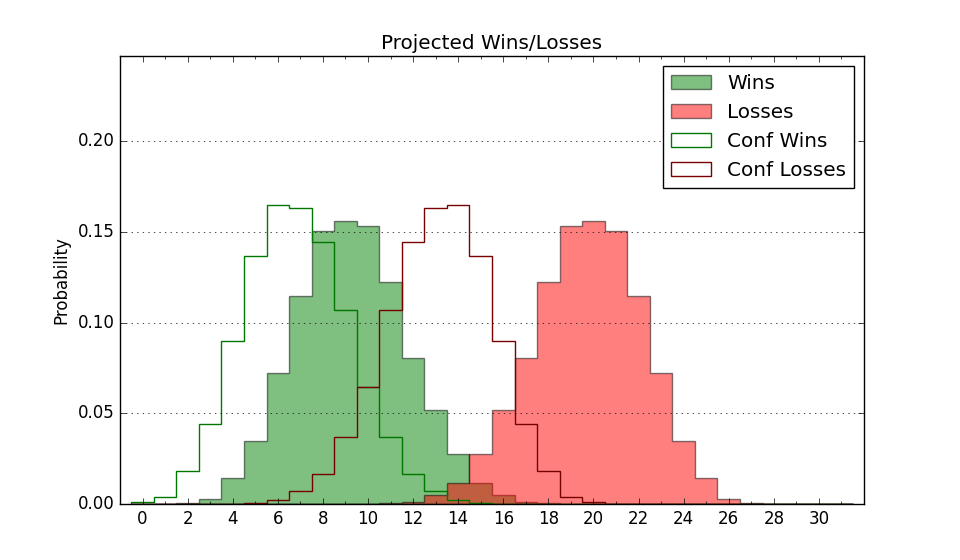 Projected Wins/Losses
Wins
Losses
Conf Wins
Conf Losses
Probability
0.20
0.15
0.10
0.05
0.00
0 2 4 6 8 10 12 14 16 18 20 22 24 26 28 30